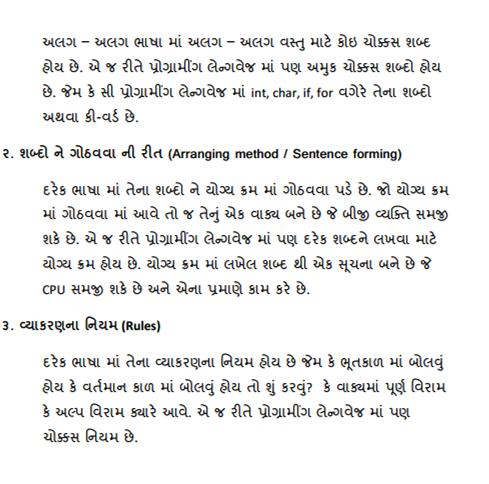 અલગ – અલગ ભાષા માં અલગ – અલગ વસ્તુ માટે કોઇ ચોક્કસ શબ્દ
હોય છે. એ જ રીતે પ્રોગ્રામીંગ લેન્ગવેજ માં પણ અમુક ચોક્કસ શબ્દો હોય
છે. જેમ કે સી પ્રોગ્રામીંગ લેન્ગવેજ માં int, char, if, for વગેરે તેના શબ્દો
અથવા કી-વર્ડ છે.
૨. શબ્દો ને ગોઠવવા ની રીત (Arranging method / Sentence forming)
દરેક ભાષા માં તેના શબ્દો ને યોગ્ય ક્રમ માં ગોઠવવા પડે છે. જો યોગ્ય ક્રમ
માં ગોઠવવા માં આવે તો જ તેનું એક વાક્ય બને છે જે બીજી વ્યક્તિ સમજી
શકે છે. એ જ રીતે પ્રોગ્રામીંગ લેન્ગવેજ માં પણ દરેક શબ્દને લખવા માટે
યોગ્ય ક્રમ હોય છે. યોગ્ય ક્રમ માં લખેલ શબ્દ થી એક સૂચના બને છે જે
CPU સમજી શકે છે અને એના પ્રમાણે કામ કરે છે.
૩. વ્યાકરણના નિયમ (Rules)
દરેક ભાષા માં તેના વ્યાકરણના નિયમ હોય છે જેમ કે ભૂતકાળ માં બોલવું
હોય કે વર્તમાન કાળ માં બોલવું હોય તો શું કરવું? કે વાક્યમાં પૂર્ણ વિરામ
કે અલ્પ વિરામ ક્યારે આવે. એ જ રીતે પ્રોગ્રામીંગ લેન્ગવેજ માં પણ
ચોક્કસ નિયમ છે.